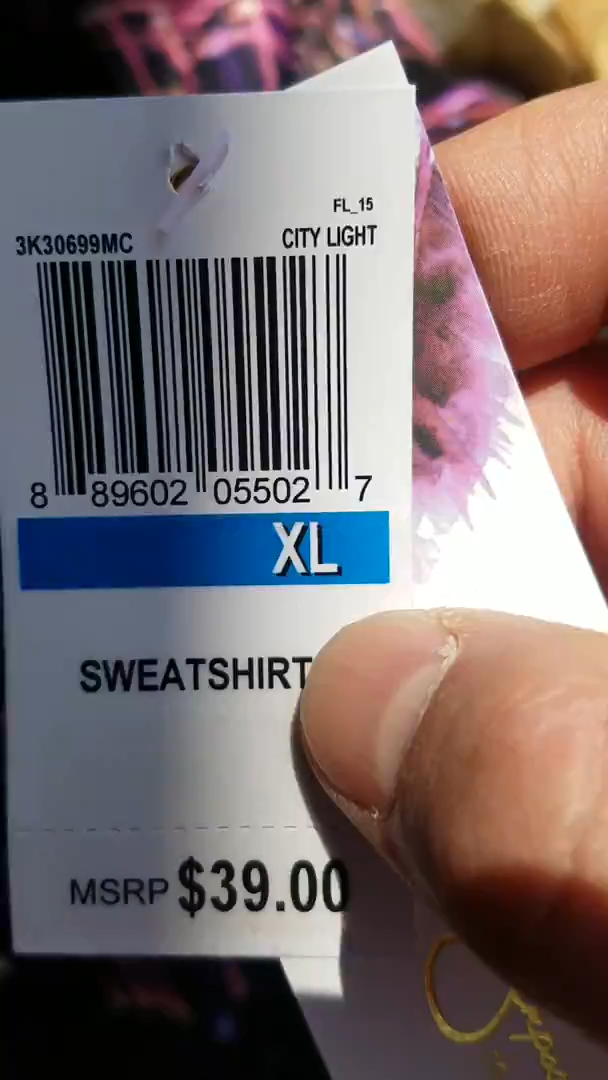 FL_15
3K30699MC CITY LIGHT
8 89602 05502 7
XL
SWEATSHIRT
MSRP $39.00